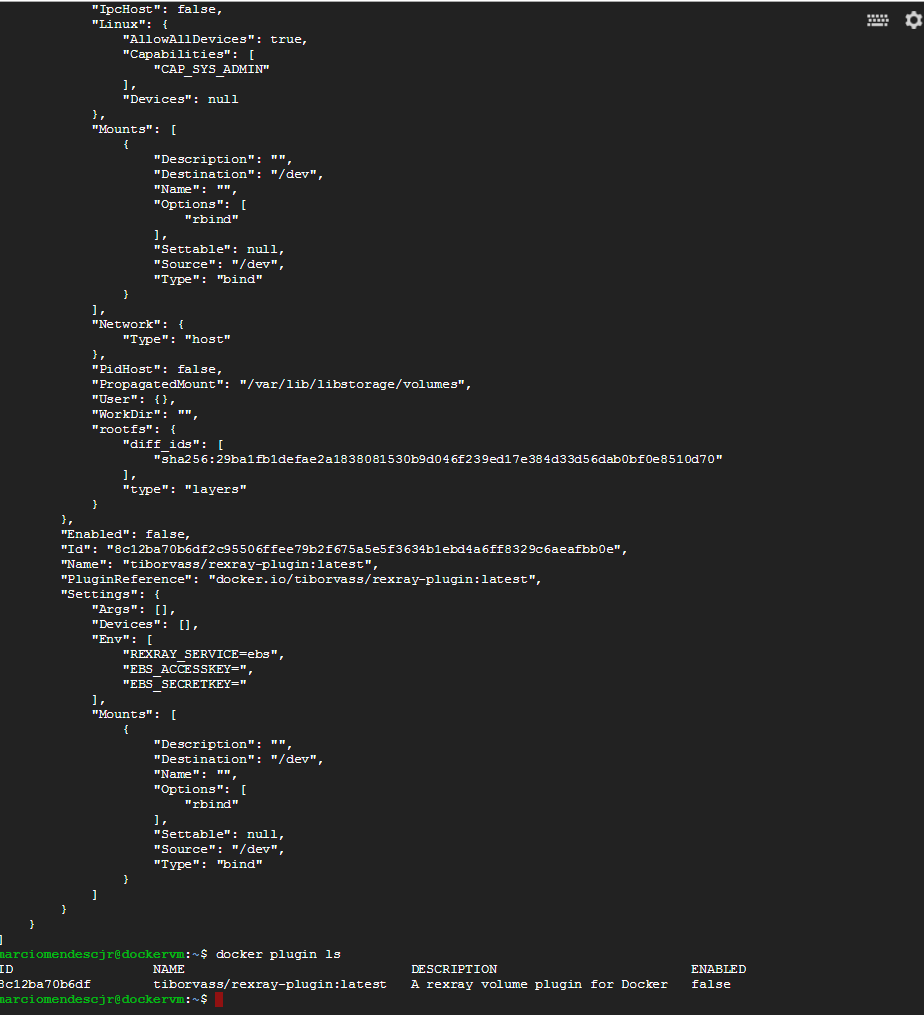 "IpcHost": false,
"Linux": {
"AllowAllDevices": true,
"Capabilities": [
"CAP_SYS_ADMIN"
],
"Devices": null
},
"Mounts": [
{
"Description": "",
"Destination": "/dev",
"Name": "",
"Options": [
"rbind"
],
"Settable": null,
"Source": "/dev",
"Type": "bind"
}
],
"Network": {
"Type": "host"
},
"PidHost": false,
"PropagatedMount": "/var/lib/libstorage/volumes",
"User": {},
"WorkDir": "",
"rootfs": {
"diff_ids": [
"sha256:29ba1fb1defae2a1838081530b9d046f239ed17e384d33d56dab0bf0e8510d70"
],
"type": "layers"
}
},
"Enabled": false,
"Id": "8c12ba70b6df2c95506ffee79b2f675a5e5f3634b1ebd4a6ff8329c6aeafbb0e",
"Name": "tiborvass/rexray-plugin:latest",
"PluginReference": "docker.io/tiborvass/rexray-plugin:latest",
"Settings": {
"Args": [],
"Devices": [],
"Env": [
"REXRAY_SERVICE=ebs",
"EBS_ACCESSKEY=",
"EBS_SECRETKEY="
],
"Mounts": [
{
"Description": "",
"Destination": "/dev",
"Name": "",
"Options": [
"rbind"
],
"Settable": null,
"Source": "/dev",
"Type": "bind"
}
]
}
}
]
marciomendescjr@dockervm:~$ docker plugin ls
ID NAME DESCRIPTION ENABLED
8c12ba70b6df tiborvass/rexray-plugin:latest A rexray volume plugin for Docker false
marciomendescjr@dockervm:~$